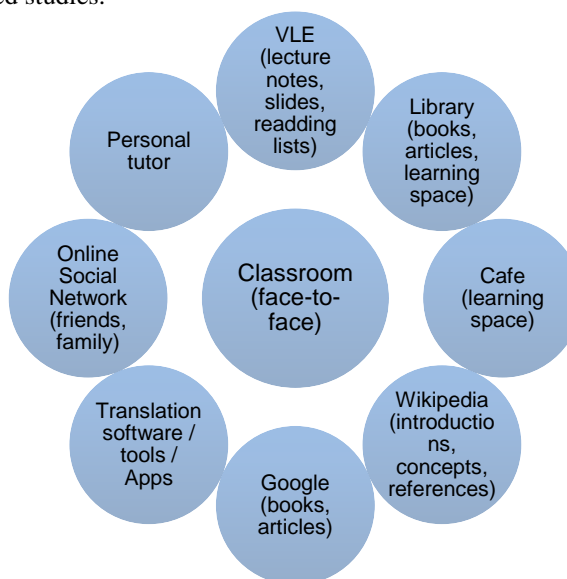 ed studies.
VLE
(lecture
notes,
slides,
readding
lists)
Library
(books,
articles,
learning
space)
Cafe
(learning
space)
Wikipedia
(introductio
ns,
concepts,
references)
Google
(books,
articles)
Translation
software /
tools /
Apps
Online
Social
Network
(friends,
family)
Personal
tutor
Classroom
(face-to-
face)